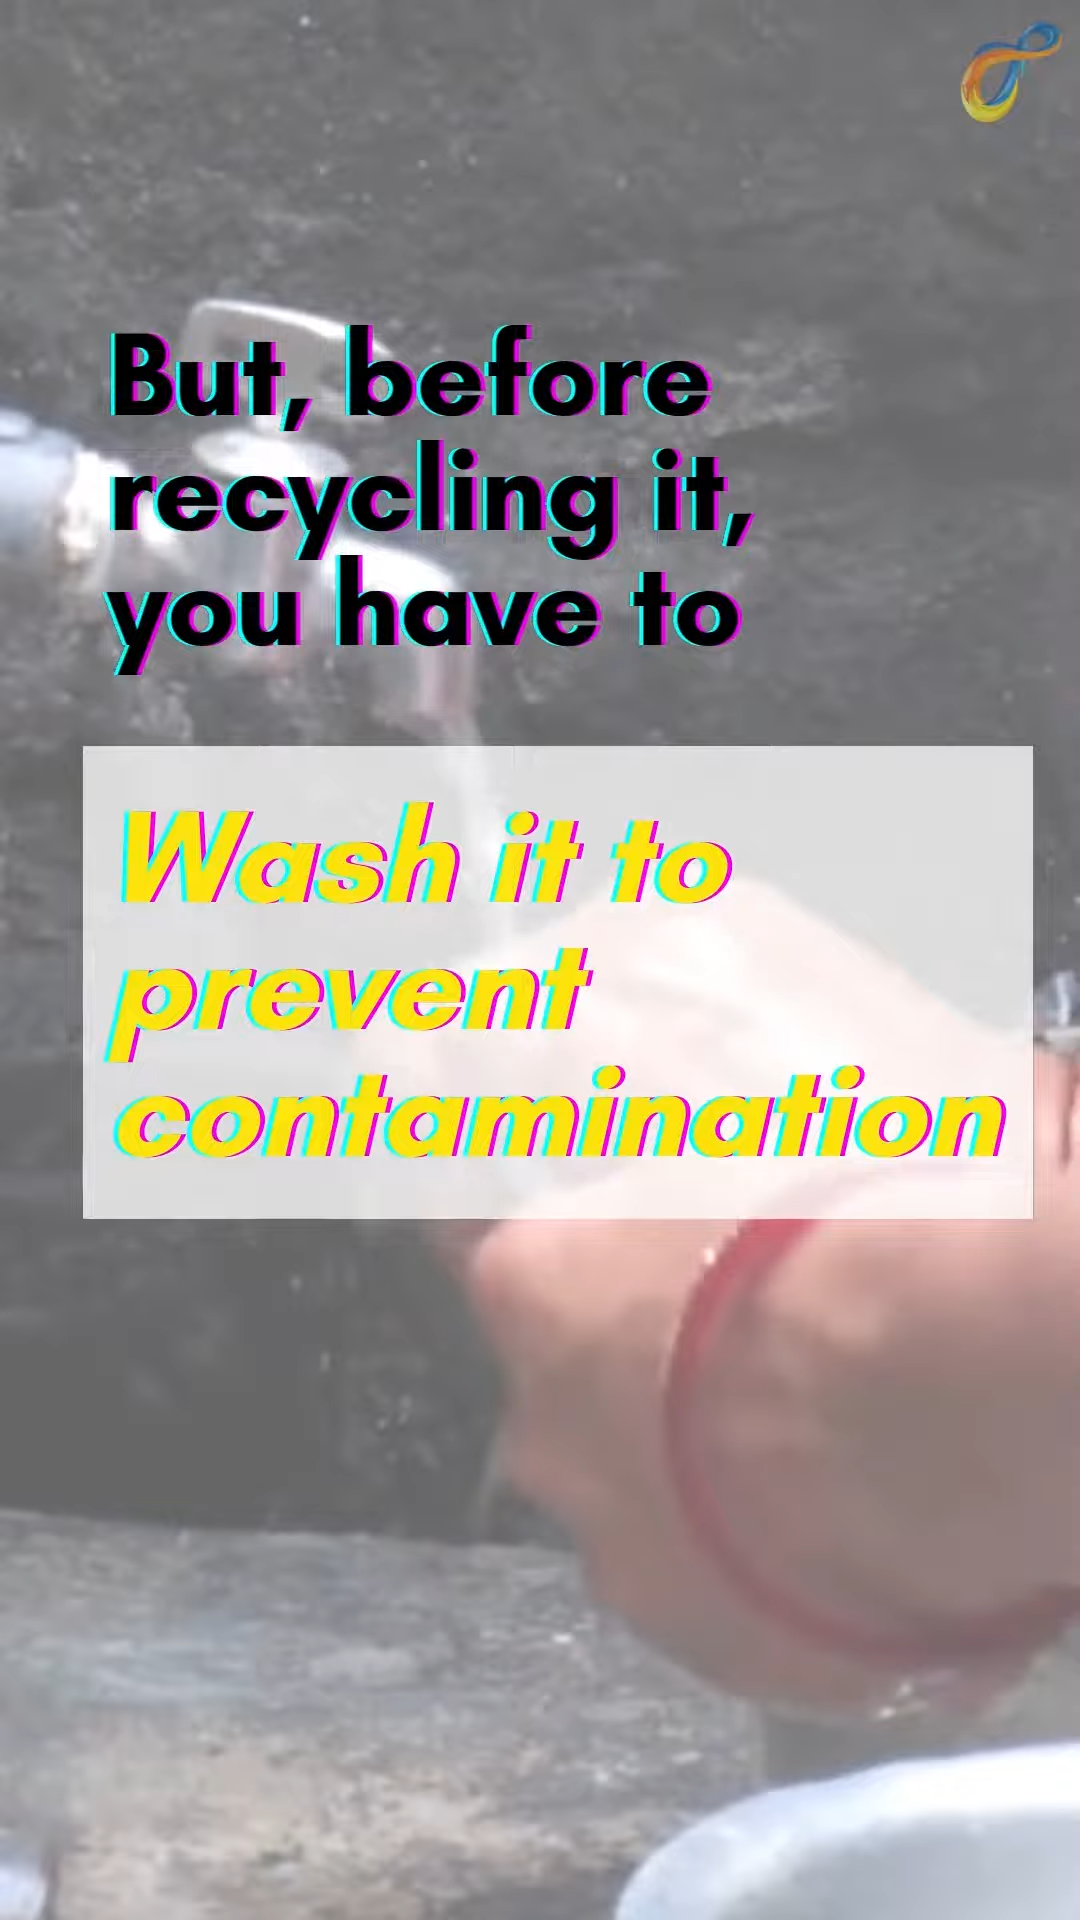 But, before
recycling it,
you have to
Wash it to
prevent
contamination